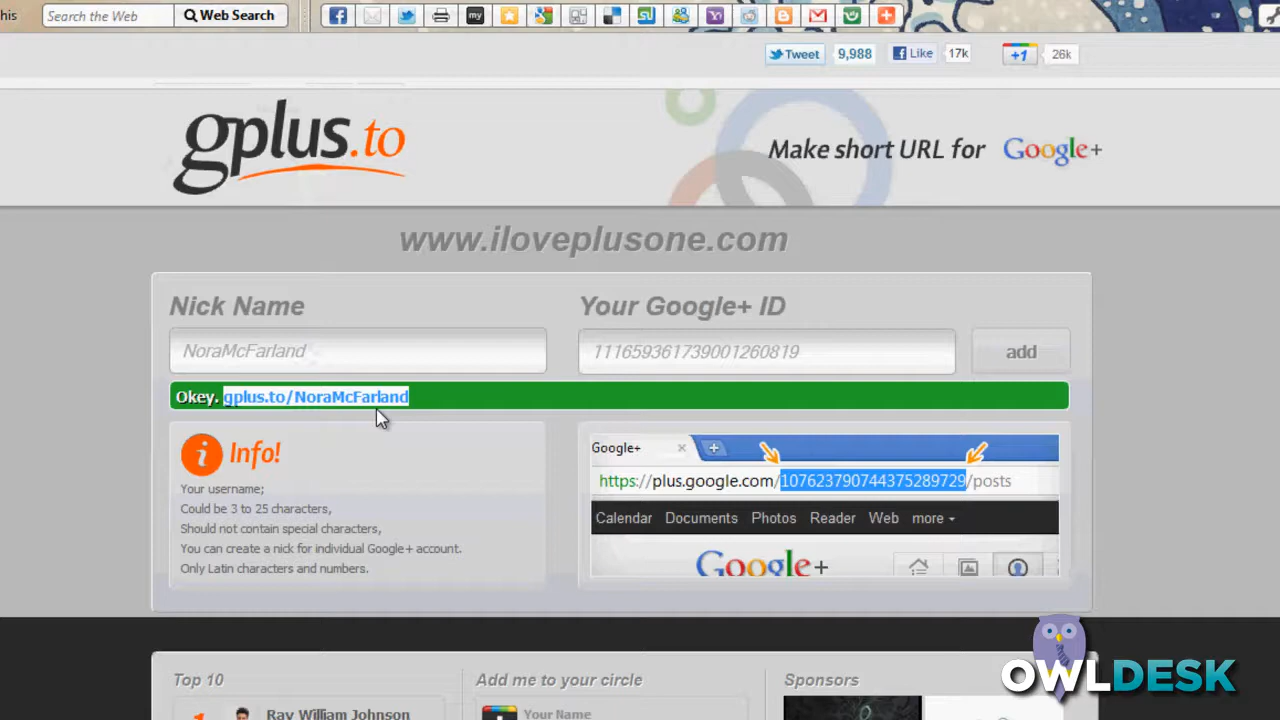 his
Search the Web
Web Search
my
Tweet 9,988 Like 17k +1 26k
gplus.to
Make short URL for Google+
www.iloveplusone.com
Nick Name
Your Google+ ID
NoraMcFarland
111659361739001260819
add
Okey. gplus.to/NoraMcFarland
i Info!
Your username;
Could be 3 to 25 characters,
Should not contain special characters,
You can create a nick for individual Google+ account.
Only Latin characters and numbers.
Google+
https://plus.google.com/107623790744375289729/posts
Calendar Documents Photos Reader Web more
Google+
Top 10
Add me to your circle
Sponsors
1
Ray William Johnson
Your Name
OWLDESK